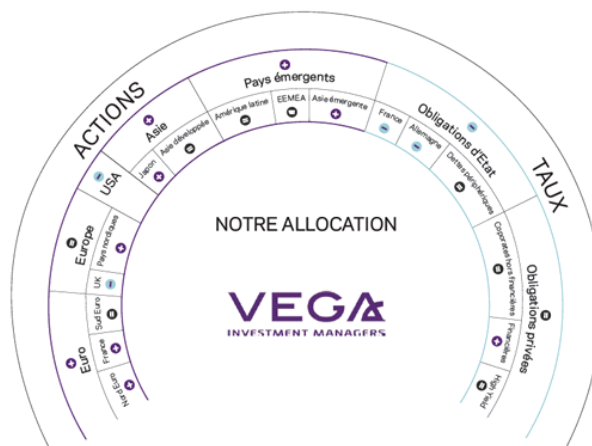 ACTIONS
TAUX
Euro
Nord Euro
France
Sud Euro
Europe
UK
Pays nordiques
USA
Asie
Japon
Asie développée
Pays émergents
Amérique latine
EEMEA
Asie émergente
Obligations d'Etat
France
Allemagne
Dettes périphériques
Obligations privées
Corporates hors financières
Financières
High Yield
NOTRE ALLOCATION
VEGA
INVESTMENT MANAGERS